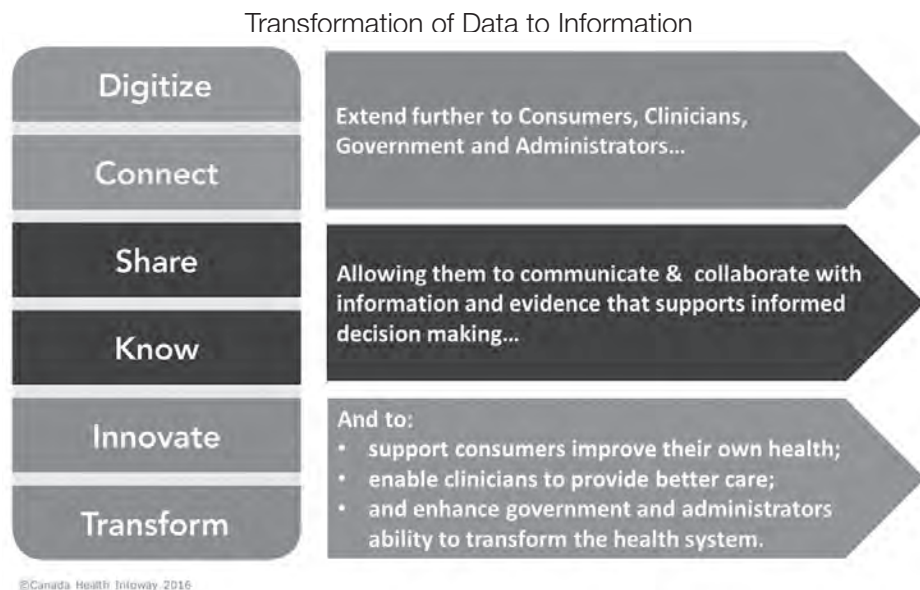 Transformation of Data to Information
Digitize
Connect
Extend further to Consumers, Clinicians,
Government and Administrators...
Share
Know
Allowing them to communicate & collaborate with
information and evidence that supports informed
decision making...
Innovate
Transform
And to:
• support consumers improve their own health;
• enable clinicians to provide better care;
• and enhance government and administrators
ability to transform the health system.
©Canada Health Infoway 2016